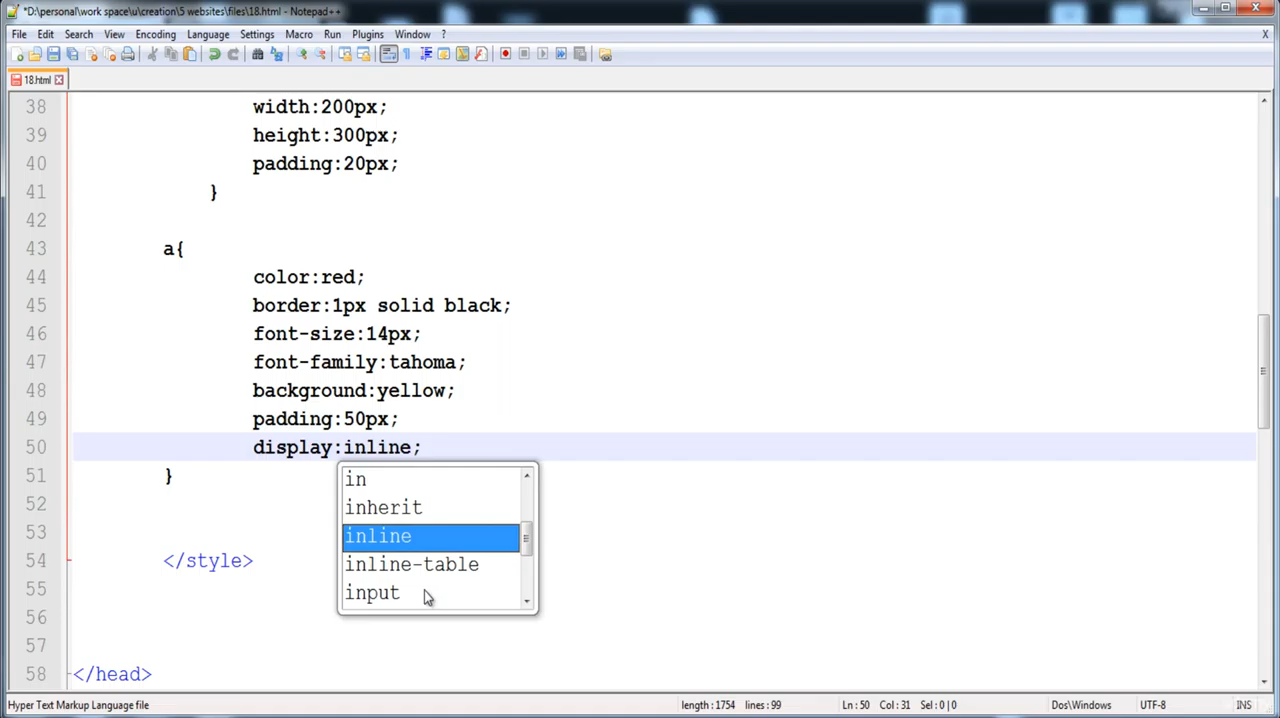 *D:\personal\work space\u\creation\5 websites\files\18.html - Notepad++
File Edit Search View Encoding Language Settings Macro Run Plugins Window ? X
18.html
38 width:200px;
39 height:300px;
40 padding:20px;
41 }
42
43 a{
44 color:red;
45 border:1px solid black;
46 font-size:14px;
47 font-family:tahoma;
48 background:yellow;
49 padding:50px;
50 display:inline;
51 }
in
52
inherit
53
inline
54 </style>
inline-table
55
input
56
57
58 </head>
Hyper Text Markup Language file length : 1754 lines : 99 Ln : 50 Col : 31 Sel : 0 | 0 Dos\Windows UTF-8 INS